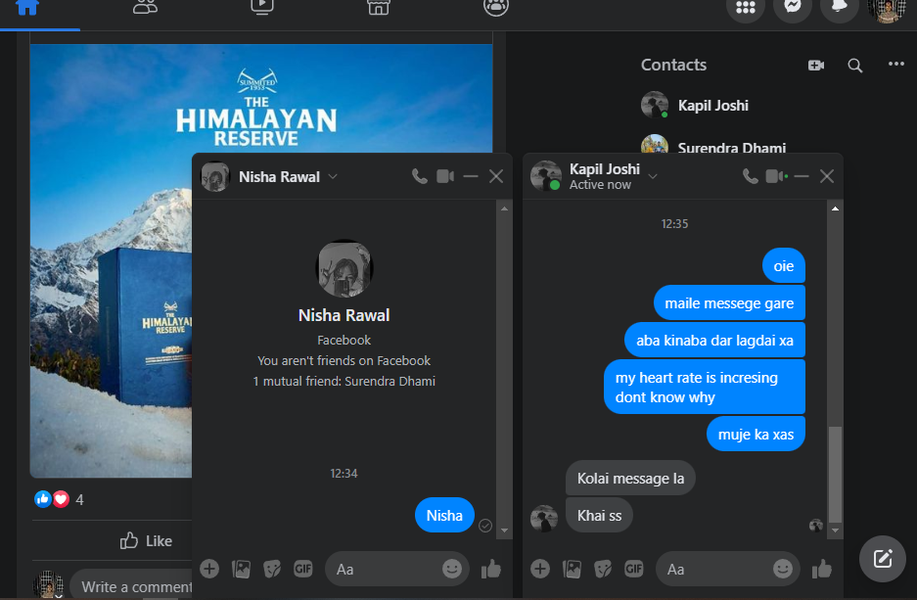 SUMMITED
1953
THE
HIMALAYAN
RESERVE
HIMALAYAN
RESERVE
4
Like
Write a comment
Contacts
Kapil Joshi
Surendra Dhami
Nisha Rawal
Nisha Rawal
Facebook
You aren't friends on Facebook
1 mutual friend: Surendra Dhami
12:34
Nisha
GIF
Aa
Kapil Joshi
Active now
12:35
oie
maile messege gare
aba kinaba dar lagdai xa
my heart rate is incresing
dont know why
muje ka xas
Kolai message la
Khai ss
GIF
Aa